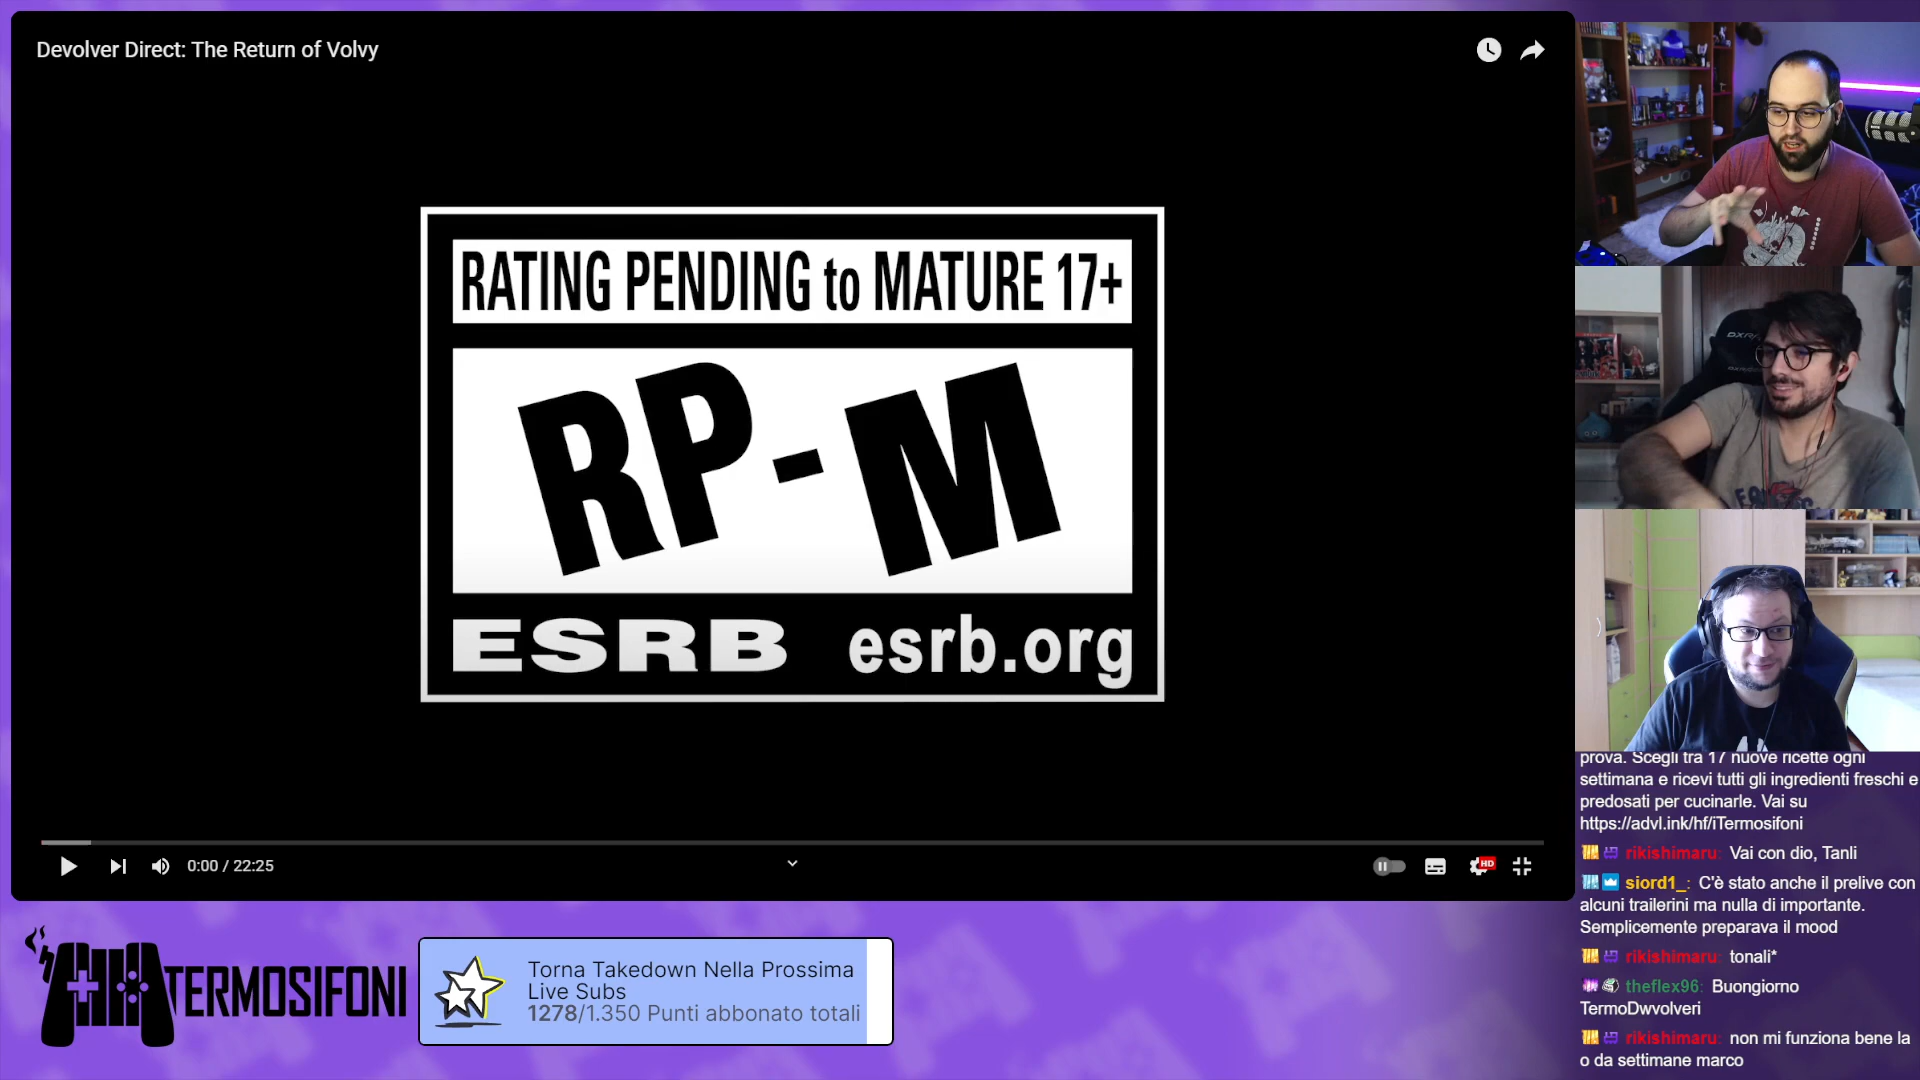 Devolver Direct: The Return of Volvy
RATING PENDING to MATURE 17+
RP-M
ESRB esrb.org
0:00 / 22:25
HD
TERMOSIFONI
Torna Takedown Nella Prossima
Live Subs
1278/1.350 Punti abbonato totali
prova. Scegli tra 17 nuove ricette ogni
settimana e ricevi tutti gli ingredienti freschi e
predosati per cucinarle. Vai su
https://advl.ink/hf/iTermosifoni
rikishimaru: Vai con dio, Tanli
siord1_: C'è stato anche il prelive con
alcuni trailerini ma nulla di importante.
Semplicemente preparava il mood
rikishimaru: tonali*
theflex96: Buongiorno
TermoDwvolveri
rikishimaru: non mi funziona bene la
o da settimane marco